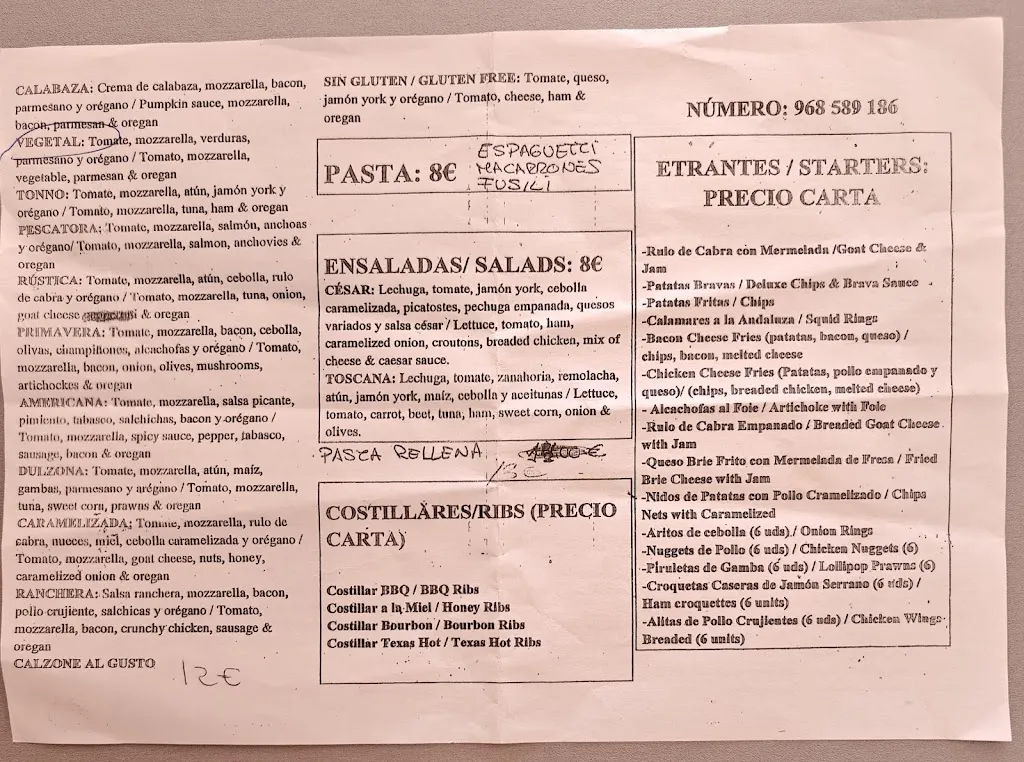 CALABAZA: Crema de calabaza, mozzarella, bacon,
parmesano y orégano / Pumpkin sauce, mozzarella,
bacon, parmesan & oregan
VEGETAL: Tomate, mozzarella, verduras,
parmesano y orégano / Tomato, mozzarella,
vegetable, parmesan & oregan
TONNO: Tomate, mozzarella, atún, jamón york y
orégano / Tomato, mozzarella, tuna, ham & oregan
PESCATORA: Tomate, mozzarella, salmón, anchoas
y orégano/ Tomato, mozzarella, salmon, anchovies &
oregan
RÚSTICA: Tomate, mozzarella, atún, cebolla, rulo
de cabra y orégano / Tomato, mozzarella, tuna, onion,
goat cheese & oregan
PRIMAVERA: Tomate, mozzarella, bacon, cebolla,
olivas, champiñones, alcachofas y orégano / Tomato,
mozzarella, bacon, onion, olives, mushrooms,
artichockes & oregan
AMERICANA: Tomate, mozzarella, salsa picante,
pimiento, tabasco, salchichas, bacon y orégano /
Tomato, mozzarella, spicy sauce, pepper, tabasco,
sausage, bacon & oregan
DULZONA: Tomate, mozzarella, atún, maíz,
gambas, parmesano y orégano / Tomato, mozzarella,
tuna, sweet corn, prawns & oregan
CARAMELIZADA: Tomate, mozzarella, rulo de
cabra, nueces, miel, cebolla caramelizada y orégano /
Tomato, mozzarella, goat cheese, nuts, honey,
caramelized onion & oregan
RANCHERA: Salsa ranchera, mozzarella, bacon,
pollo crujiente, salchicas y orégano / Tomato,
mozzarella, bacon, crunchy chicken, sausage &
oregan
CALZONE AL GUSTO
12€
SIN GLUTEN / GLUTEN FREE: Tomate, queso,
jamón york y orégano / Tomato, cheese, ham &
oregan
PASTA: 8€
ESPAGUETTI
MACARRONES
FUSILI
ENSALADAS/ SALADS: 8€
CÉSAR: Lechuga, tomate, jamón york, cebolla
caramelizada, picatostes, pechuga empanada, quesos
variados y salsa césar / Lettuce, tomato, ham,
caramelized onion, croutons, breaded chicken, mix of
cheese & caesar sauce.
TOSCANA: Lechuga, tomate, zanahoria, remolacha,
atún, jamón york, maíz, cebolla y aceitunas / Lettuce,
tomato, carrot, beet, tuna, ham, sweet corn, onion &
olives.
PASTA RELLENA
13€
COSTILLARES/RIBS (PRECIO
CARTA)
Costillar BBQ / BBQ Ribs
Costillar a la Miel / Honey Ribs
Costillar Bourbon / Bourbon Ribs
Costillar Texas Hot / Texas Hot Ribs
NÚMERO: 968 589 186
ETRANTES / STARTERS:
PRECIO CARTA
-Rulo de Cabra con Mermelada /Goat Cheese &
Jam
-Patatas Bravas / Deluxe Chips & Brava Sauce
-Patatas Fritas / Chips
-Calamares a la Andaluza / Squid Rings
-Bacon Cheese Fries (patatas, bacon, queso) /
chips, bacon, melted cheese
-Chicken Cheese Fries (Patatas, pollo empanado y
queso)/ (chips, breaded chicken, melted cheese)
- Alcachofas al Foie / Artichoke with Foie
-Rulo de Cabra Empanado / Breaded Goat Cheese
with Jam
-Queso Brie Frito con Mermelada de Fresa / Fried
Brie Cheese with Jam
-Nidos de Patatas con Pollo Cramelizado / Chips
Nets with Caramelized
-Aritos de cebolla (6 uds) / Onion Rings
-Nuggets de Pollo (6 uds) / Chicken Nuggets (6)
-Piruletas de Gamba (6 uds) / Lollipop Prawns (6)
-Croquetas Caseras de Jamón Serrano (6 uds) /
Ham croquettes (6 units)
-Alitas de Pollo Crujientes (6 uds) / Chicken Wings
Breaded (6 units)